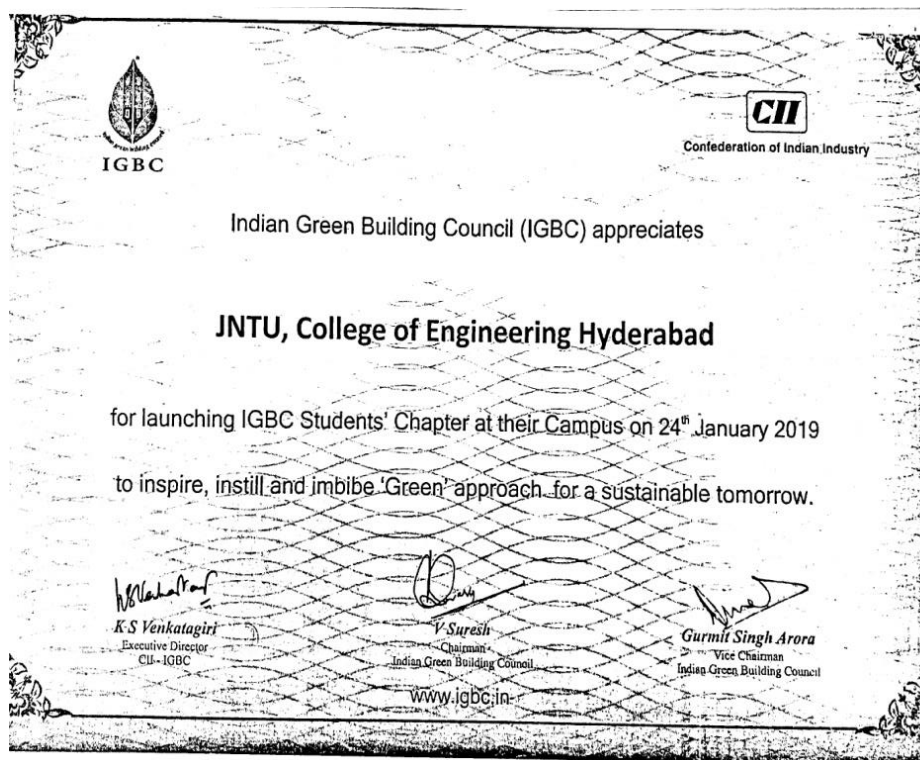 IGBC
CII
Confederation of Indian Industry
Indian Green Building Council (IGBC) appreciates
JNTU, College of Engineering Hyderabad
for launching IGBC Students' Chapter at their Campus on 24th January 2019
to inspire, instill and imbibe 'Green' approach for a sustainable tomorrow.
K S Venkatagiri
Executive Director
CII - IGBC
V Suresh
Chairman
Indian Green Building Council
Gurmit Singh Arora
Vice Chairman
Indian Green Building Council
www.igbc.in